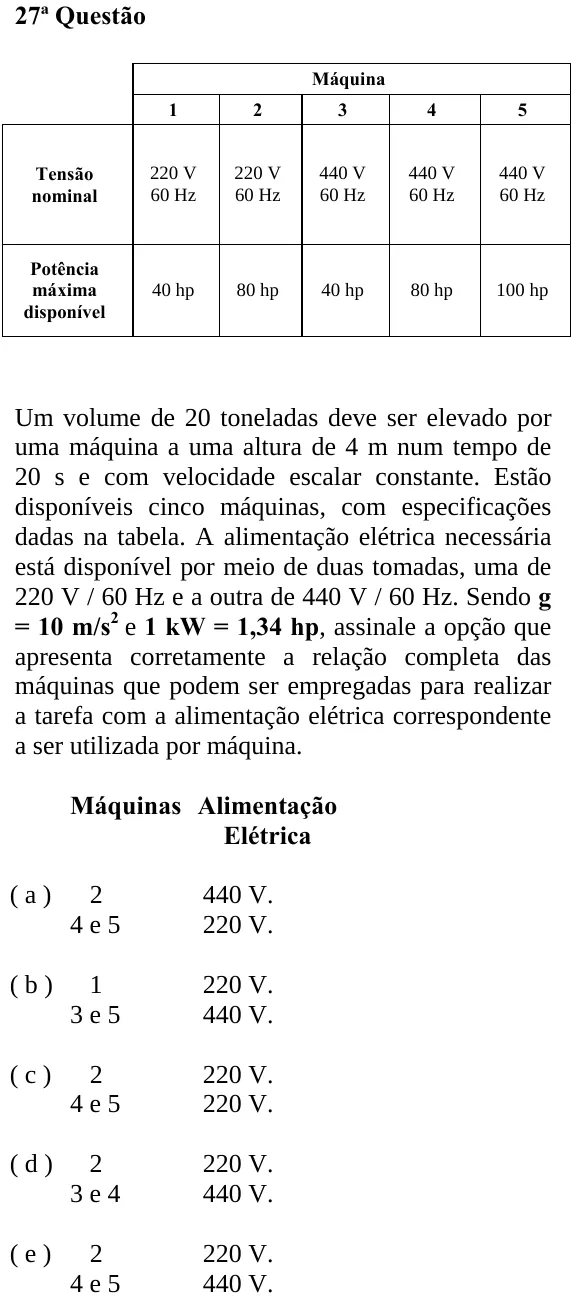 27ª Questão
Máquina
1 2 3 4 5
Tensão nominal
220 V 220 V 440 V 440 V 440 V
60 Hz 60 Hz 60 Hz 60 Hz 60 Hz
Potência máxima disponível
40 hp 80 hp 40 hp 80 hp 100 hp
Um volume de 20 toneladas deve ser elevado por
uma máquina a uma altura de 4 m num tempo de
20 s e com velocidade escalar constante. Estão
disponíveis cinco máquinas, com especificações
dadas na tabela. A alimentação elétrica necessária
está disponível por meio de duas tomadas, uma de
220 V / 60 Hz e a outra de 440 V / 60 Hz. Sendo g
= 10 m/s² e 1 kW = 1,34 hp, assinale a opção que
apresenta corretamente a relação completa das
máquinas que podem ser empregadas para realizar
a tarefa com a alimentação elétrica correspondente
a ser utilizada por máquina.
Máquinas Alimentação
Elétrica
( a ) 2 440 V.
4 e 5 220 V.
( b ) 1 220 V.
3 e 5 440 V.
( c ) 2 220 V.
4 e 5 220 V.
( d ) 2 220 V.
3 e 4 440 V.
( e ) 2 220 V.
4 e 5 440 V.